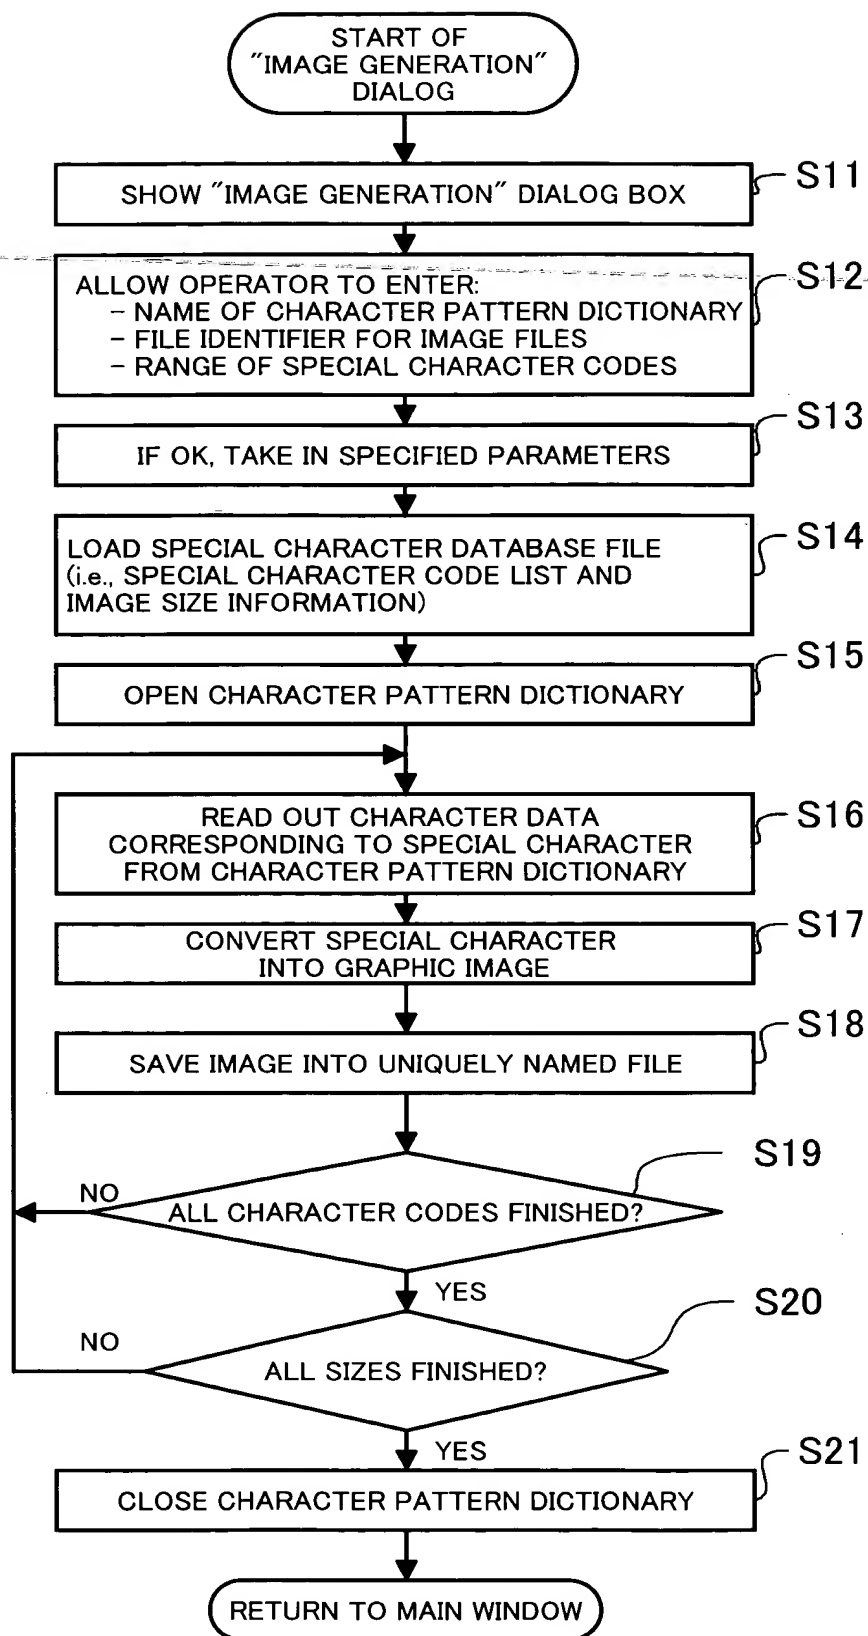 START OF
"IMAGE GENERATION"
DIALOG
SHOW "IMAGE GENERATION" DIALOG BOX
S11
ALLOW OPERATOR TO ENTER:
- NAME OF CHARACTER PATTERN DICTIONARY
- FILE IDENTIFIER FOR IMAGE FILES
- RANGE OF SPECIAL CHARACTER CODES
S12
IF OK, TAKE IN SPECIFIED PARAMETERS
S13
LOAD SPECIAL CHARACTER DATABASE FILE
(i.e., SPECIAL CHARACTER CODE LIST AND
IMAGE SIZE INFORMATION)
S14
OPEN CHARACTER PATTERN DICTIONARY
S15
READ OUT CHARACTER DATA
CORRESPONDING TO SPECIAL CHARACTER
FROM CHARACTER PATTERN DICTIONARY
S16
CONVERT SPECIAL CHARACTER
INTO GRAPHIC IMAGE
S17
SAVE IMAGE INTO UNIQUELY NAMED FILE
S18
ALL CHARACTER CODES FINISHED?
S19
NO
YES
ALL SIZES FINISHED?
S20
NO
YES
CLOSE CHARACTER PATTERN DICTIONARY
S21
RETURN TO MAIN WINDOW